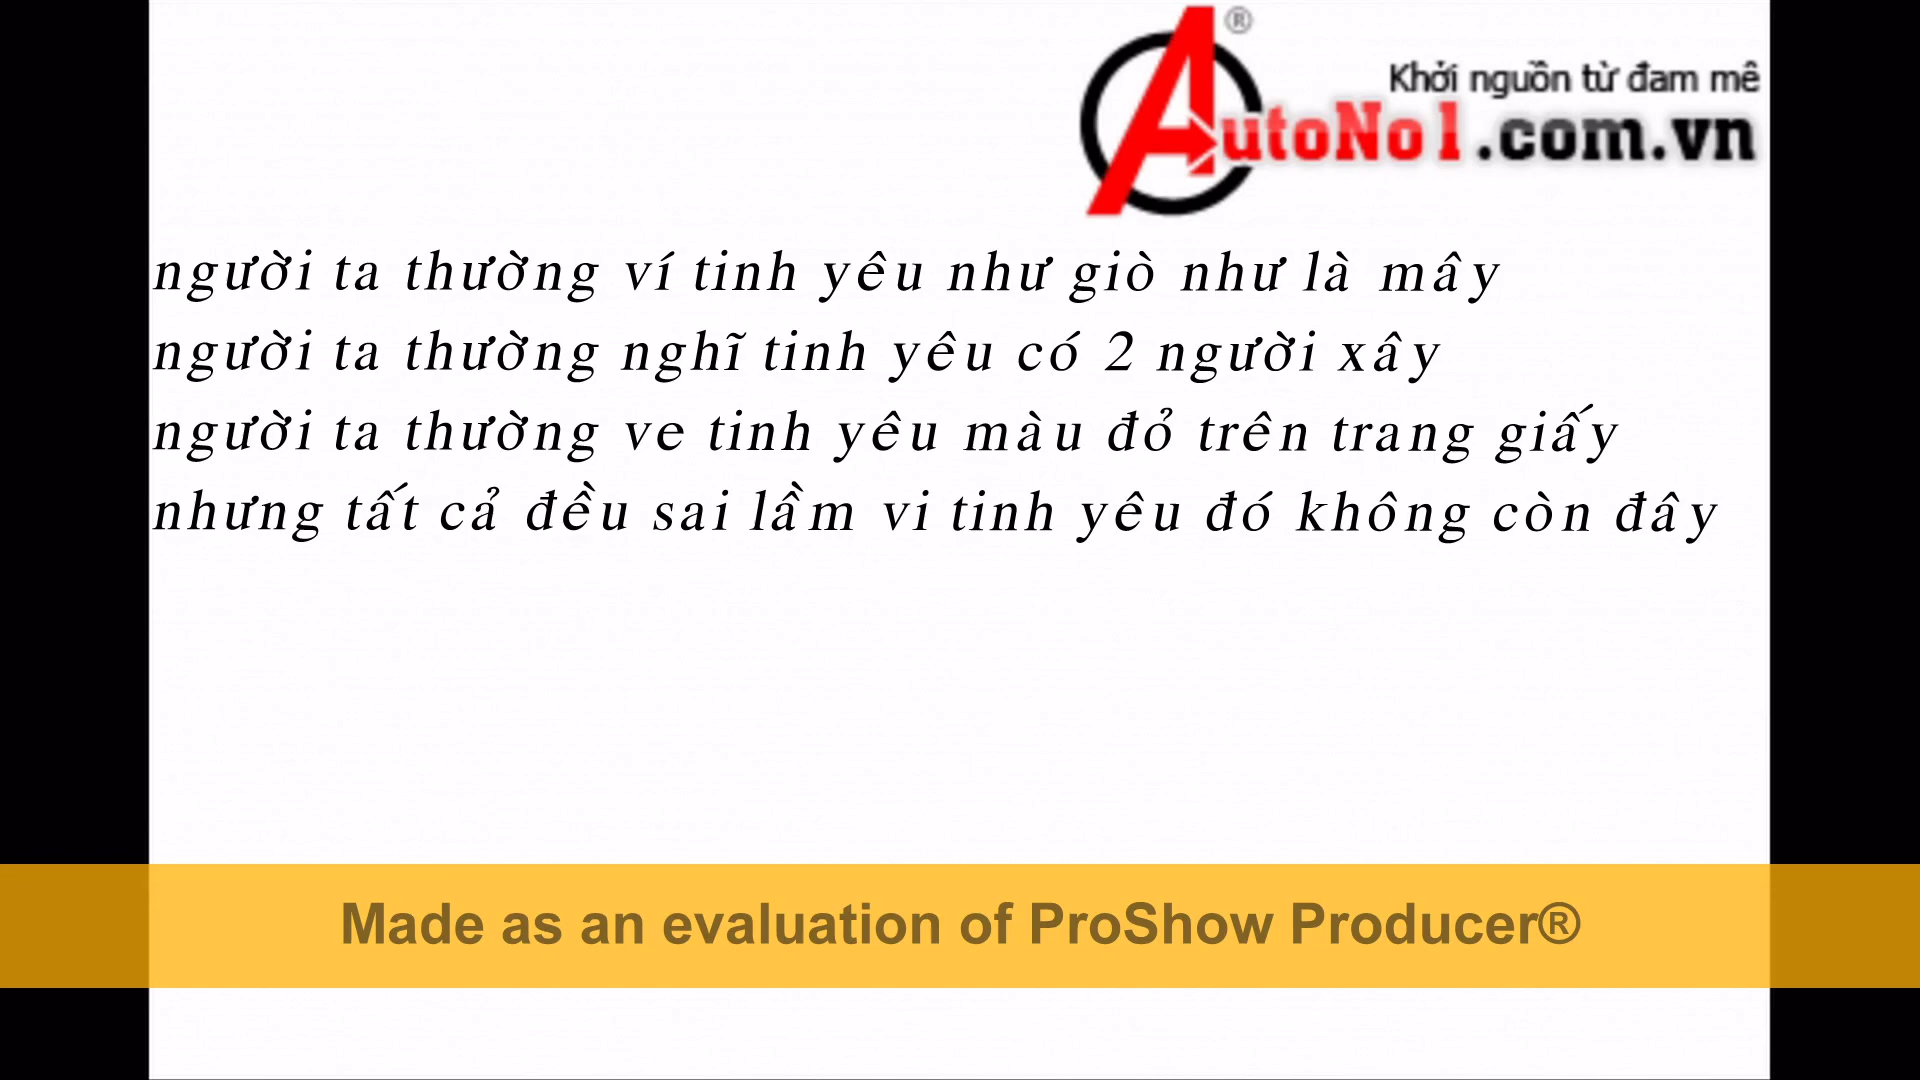 ®
Khởi nguồn từ đam mê
AutoNo1.com.vn
người ta thường ví tinh yêu như giò như là mây
người ta thường nghĩ tinh yêu có 2 người xây
người ta thường ve tinh yêu màu đỏ trên trang giấy
nhưng tất cả đều sai lầm vi tinh yêu đó không còn đây
Made as an evaluation of ProShow Producer®